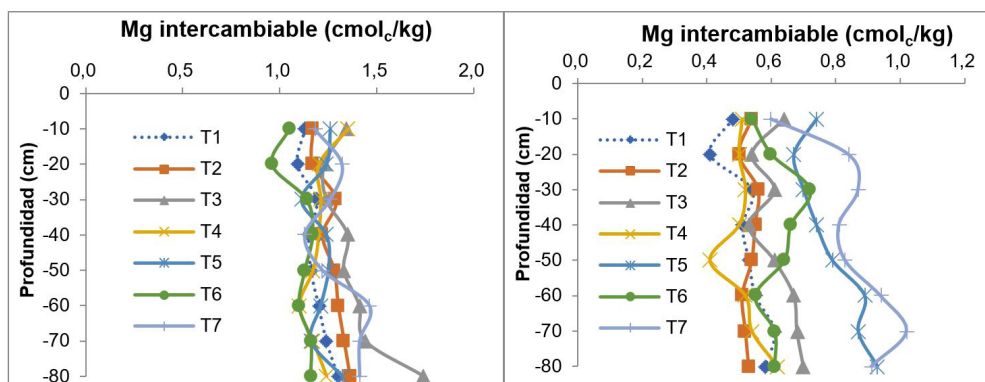 Mg intercambiable (cmolc/kg)
0,0 0,5 1,0 1,5 2,0
0
-10
-20
-30
-40
-50
-60
-70
-80
Profundidad (cm)
T1
T2
T3
T4
T5
T6
T7
Mg intercambiable (cmolc/kg)
0,0 0,2 0,4 0,6 0,8 1,0 1,2
0
-10
-20
-30
-40
-50
-60
-70
-80
Profundidad (cm)
T1
T2
T3
T4
T5
T6
T7